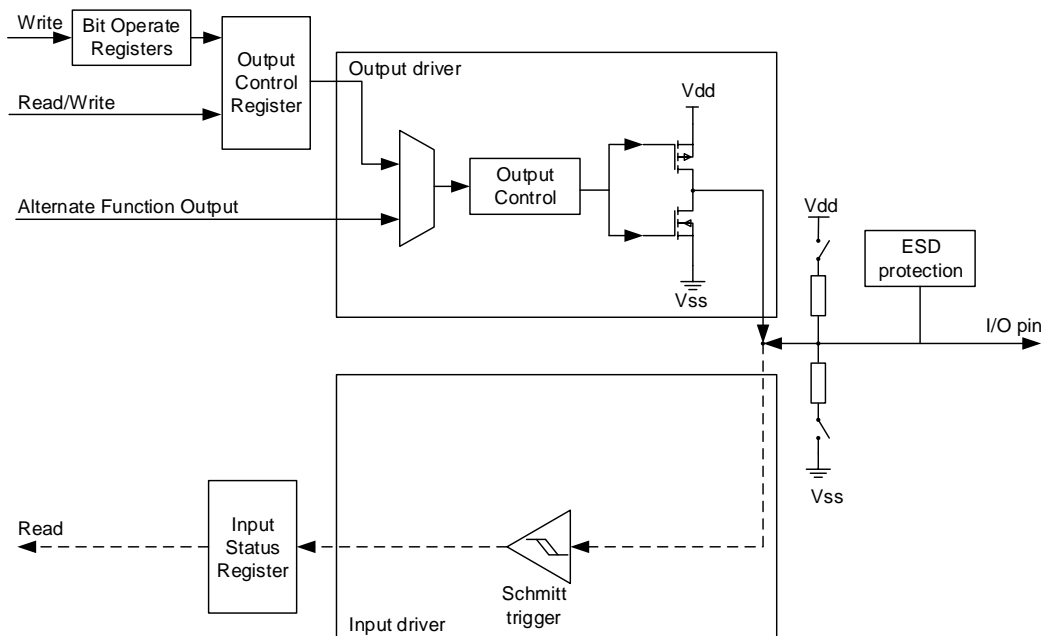 Write
Bit Operate
Registers
Output
Control
Register
Read/Write
Alternate Function Output
Output driver
Output
Control
Vdd
Vss
Vdd
ESD
protection
I/O pin
Vss
Read
Input
Status
Register
Schmitt
trigger
Input driver